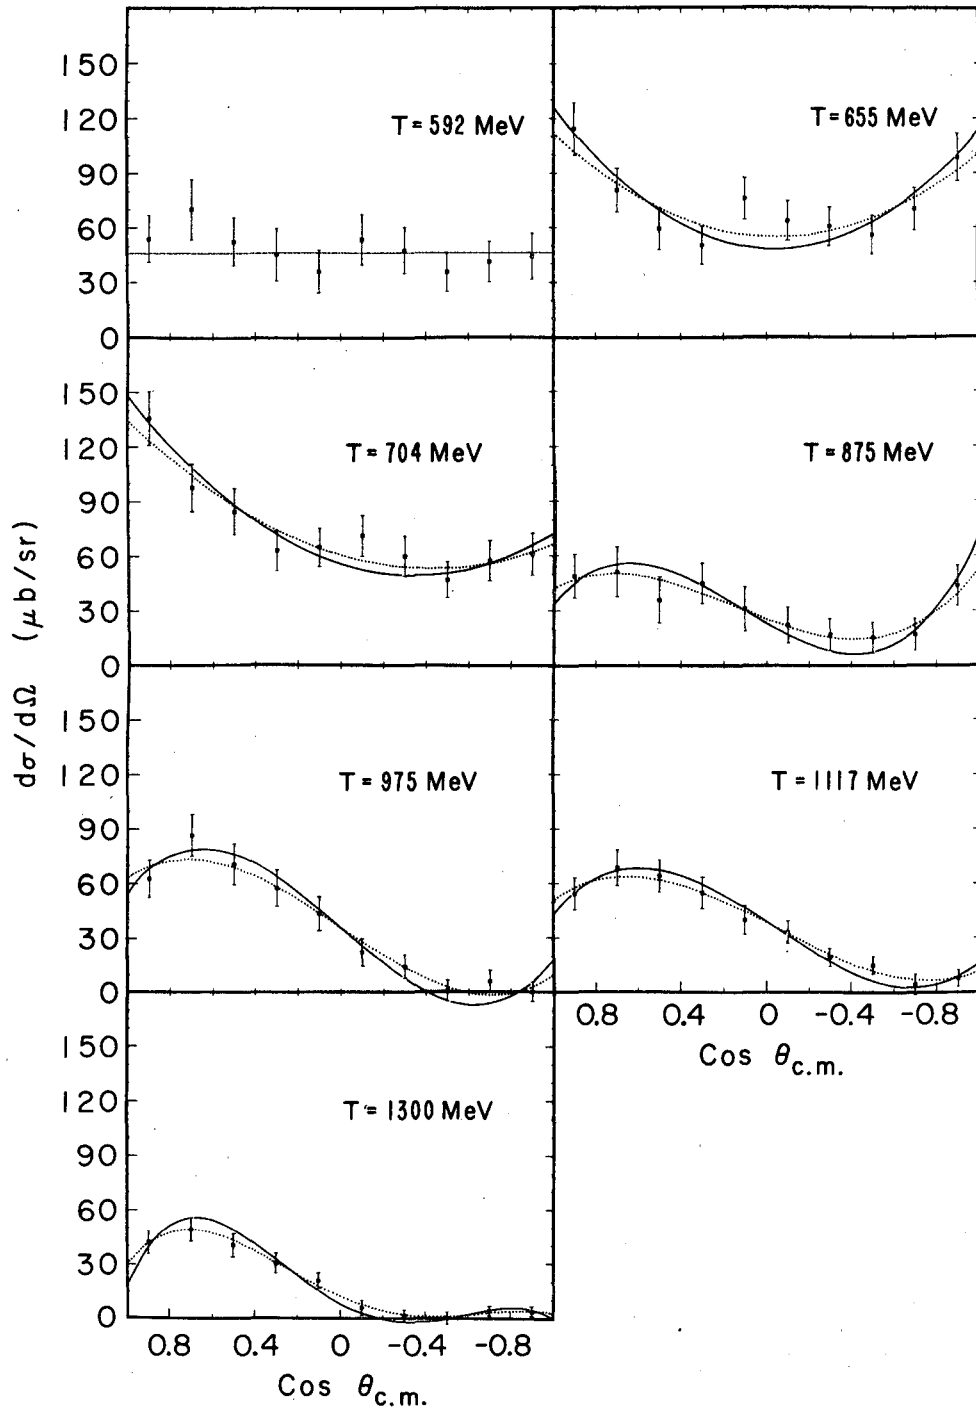 dσ/dΩ (μb/sr)
150
120
90
60
30
0
T = 592 MeV
T = 655 MeV
150
120
90
60
30
0
T = 704 MeV
T = 875 MeV
150
120
90
60
30
0
T = 975 MeV
T = 1117 MeV
0.8 0.4 0 -0.4 -0.8
Cos θc.m.
150
120
90
60
30
0
T = 1300 MeV
0.8 0.4 0 -0.4 -0.8
Cos θc.m.